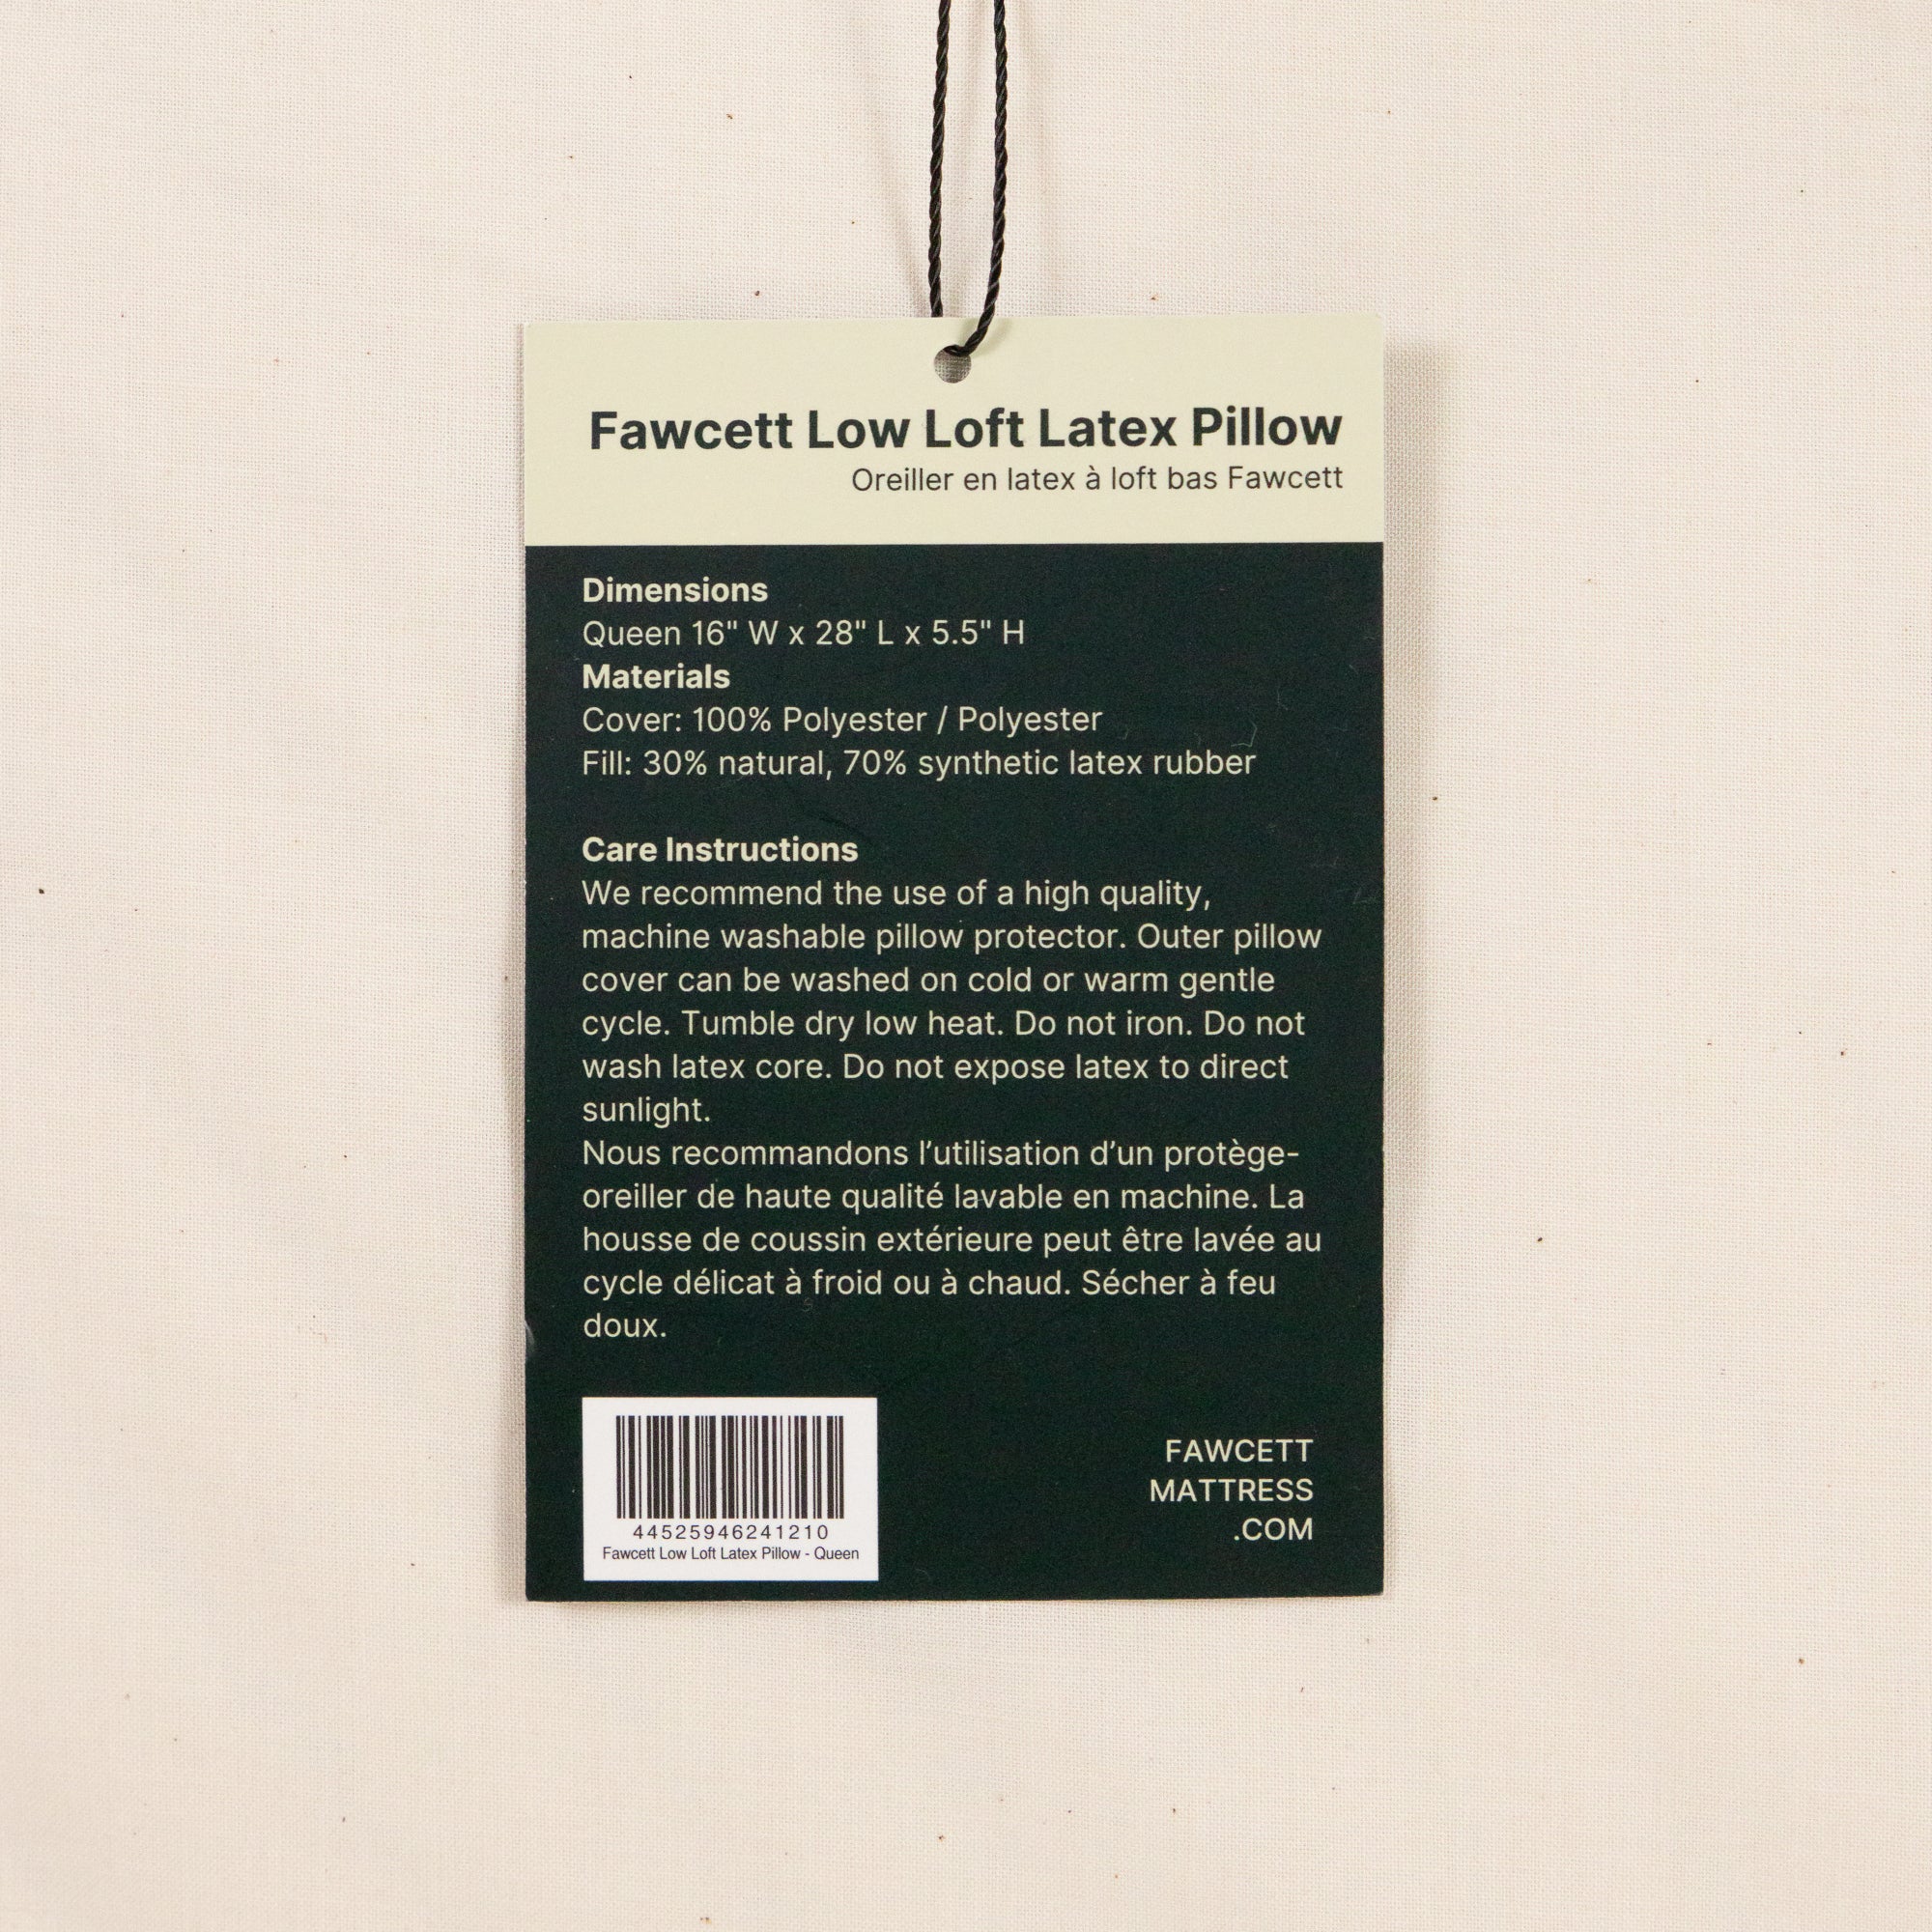 Fawcett Low Loft Latex Pillow
Oreiller en latex à loft bas Fawcett
Dimensions
Queen 16" W x 28" L x 5.5" H
Materials
Cover: 100% Polyester / Polyester
Fill: 30% natural, 70% synthetic latex rubber
Care Instructions
We recommend the use of a high quality,
machine washable pillow protector. Outer pillow
cover can be washed on cold or warm gentle
cycle. Tumble dry low heat. Do not iron. Do not
wash latex core. Do not expose latex to direct
sunlight.
Nous recommandons l’utilisation d’un protège-
oreiller de haute qualité lavable en machine. La
housse de coussin extérieure peut être lavée au
cycle délicat à froid ou à chaud. Sécher à feu
doux.
44525946241210
Fawcett Low Loft Latex Pillow - Queen
FAWCETT
MATTRESS
.COM